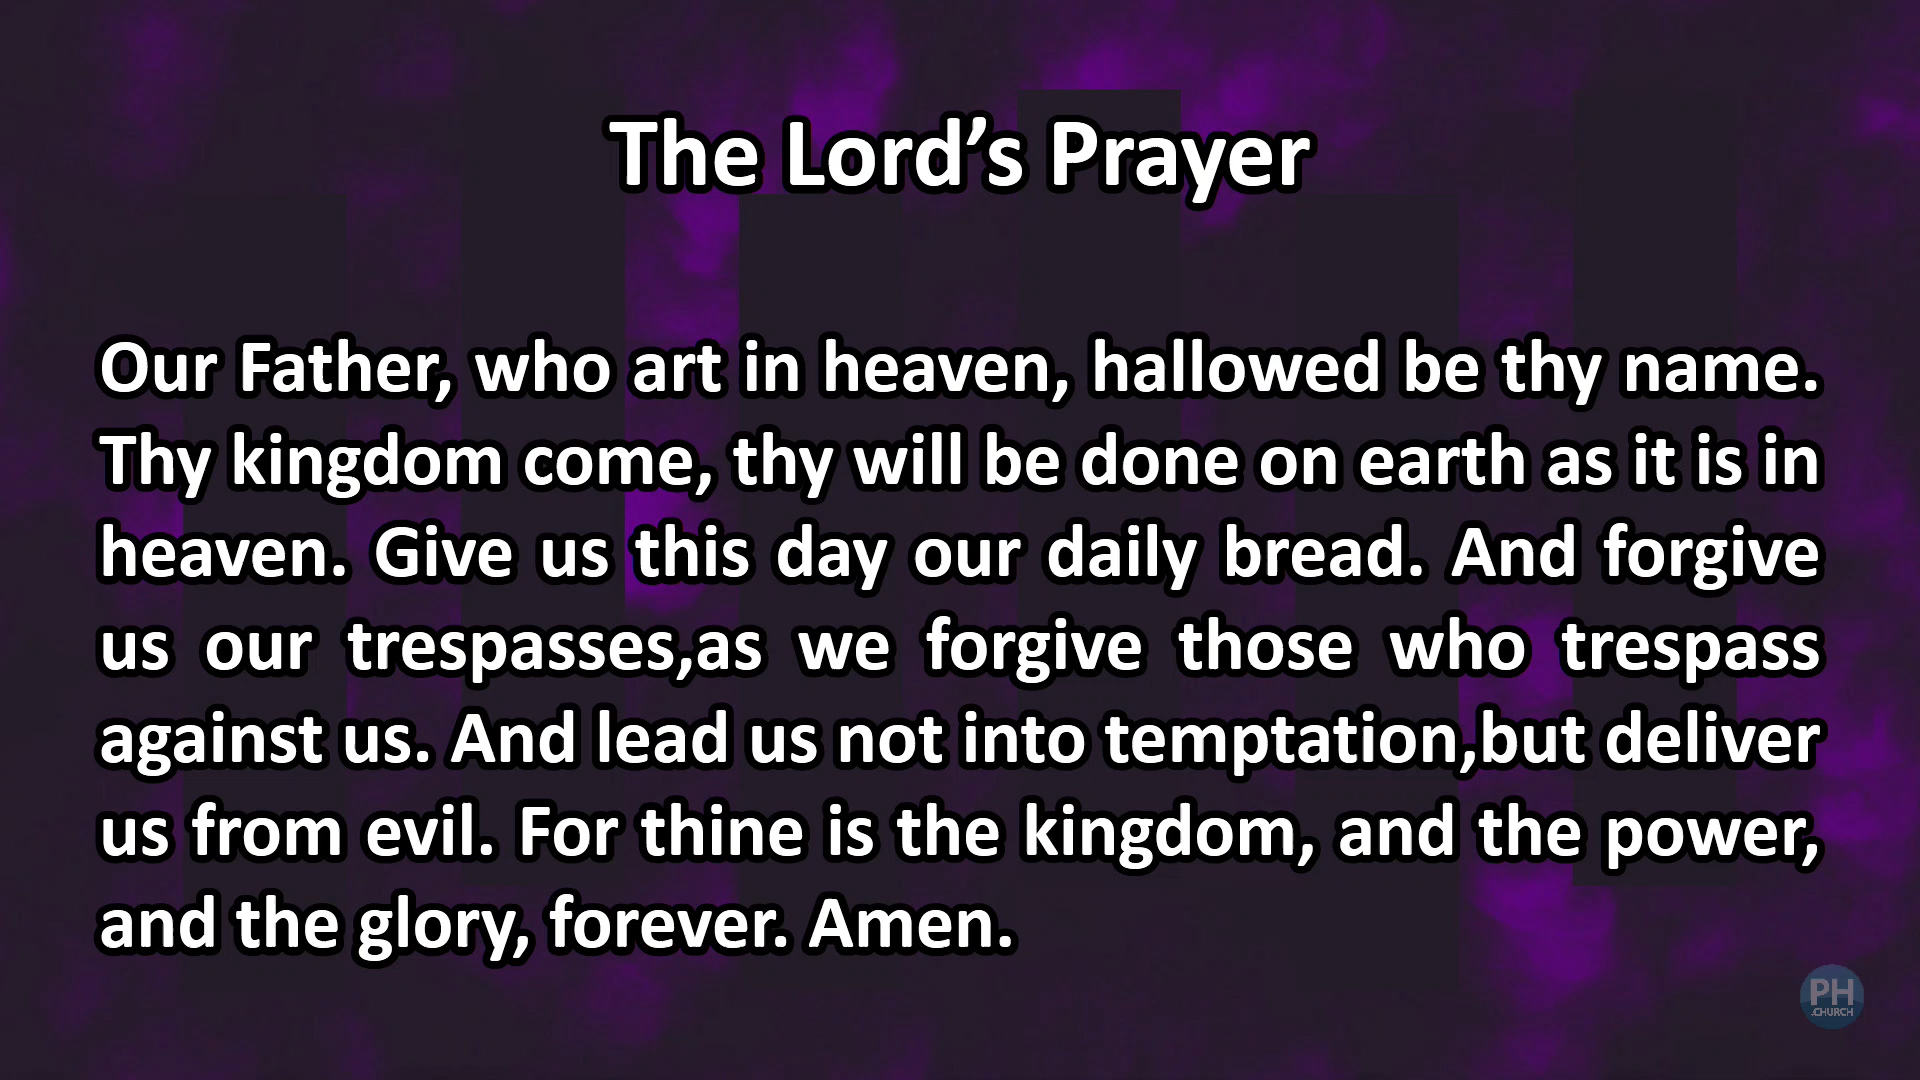 The Lord’s Prayer
Our Father, who art in heaven, hallowed be thy name.
Thy kingdom come, thy will be done on earth as it is in
heaven. Give us this day our daily bread. And forgive
us our trespasses,as we forgive those who trespass
against us. And lead us not into temptation,but deliver
us from evil. For thine is the kingdom, and the power,
and the glory, forever. Amen.
PH
.CHURCH